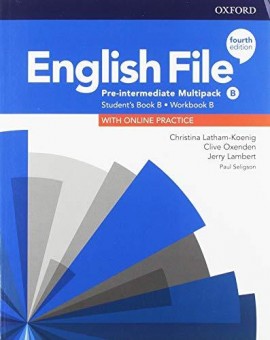 OXFORD
fourth
edition
English File
Pre-intermediate Multipack B
Student's Book B • Workbook B
WITH ONLINE PRACTICE
Christina Latham-Koenig
Clive Oxenden
Jerry Lambert
Paul Seligson